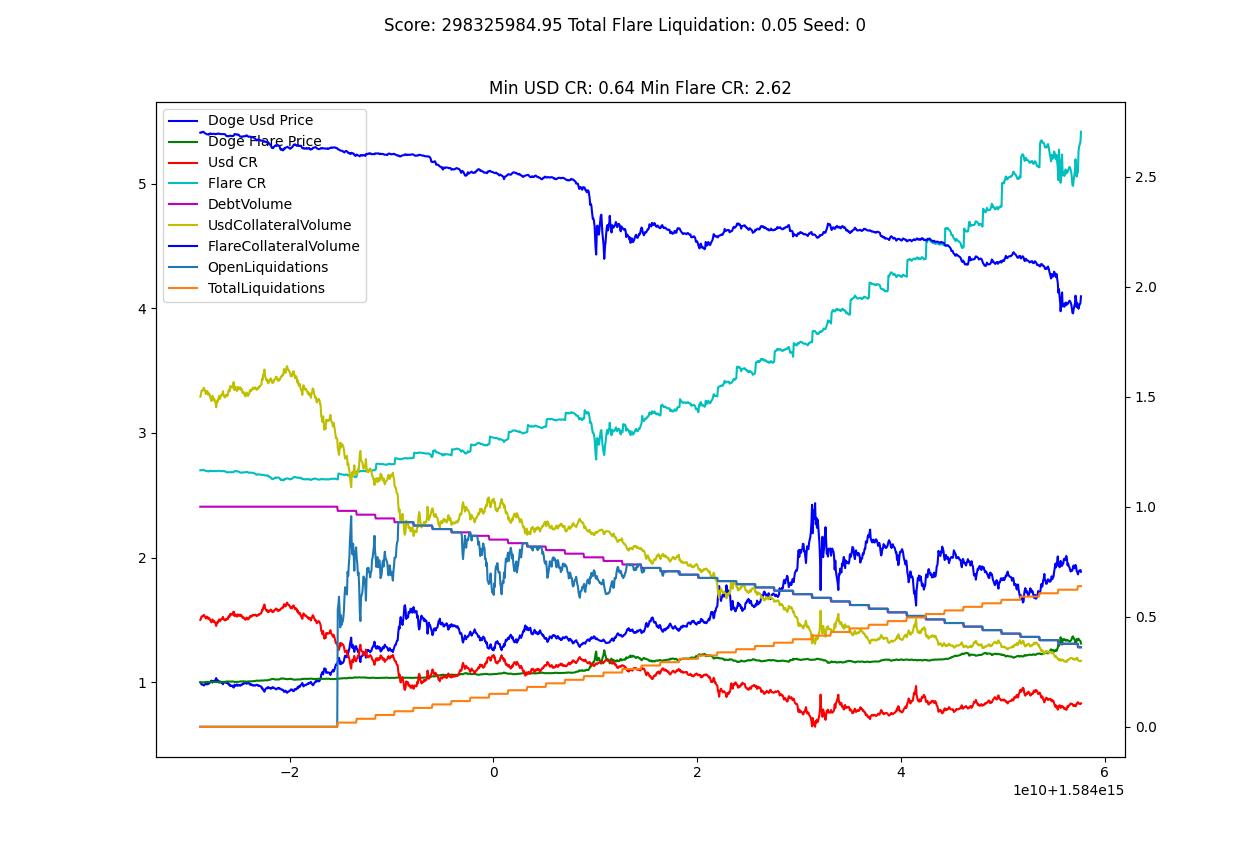 Score: 298325984.95 Total Flare Liquidation: 0.05 Seed: 0
Min USD CR: 0.64 Min Flare CR: 2.62
Doge Usd Price
Doge Flare Price
Usd CR
Flare CR
DebtVolume
UsdCollateralVolume
FlareCollateralVolume
OpenLiquidations
TotalLiquidations
5
4
3
2
1
2.5
2.0
1.5
1.0
0.5
0.0
−2
0
2
4
6
1e10+1.584e15